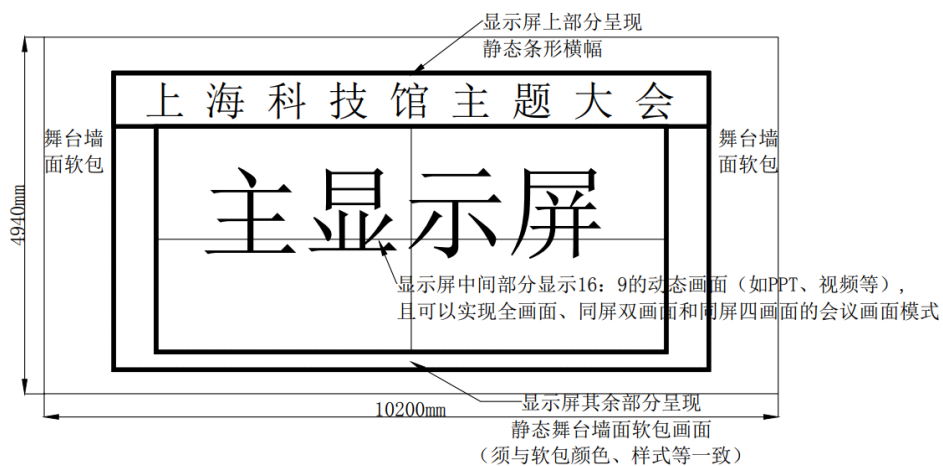 显示屏上部分呈现
静态条形横幅
上海科技馆主题大会
舞台墙
面软包
舞台墙
面软包
主显示屏
4940mm
显示屏中间部分显示16：9的动态画面（如PPT、视频等），
且可以实现全画面、同屏双画面和同屏四画面的会议画面模式
10200mm
显示屏其余部分呈现
静态舞台墙面软包画面
（须与软包颜色、样式等一致）